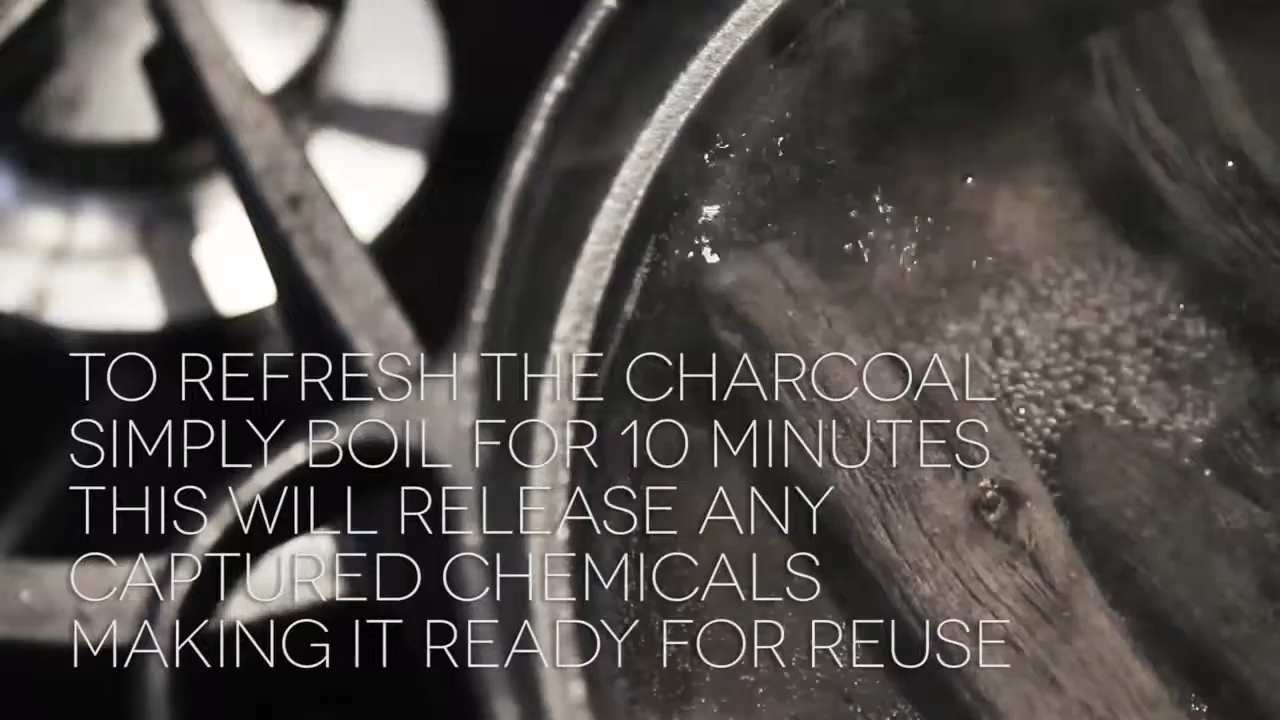 TO REFRESH THE CHARCOAL
SIMPLY BOIL FOR 10 MINUTES
THIS WILL RELEASE ANY
CAPTURED CHEMICALS
MAKING IT READY FOR REUSE